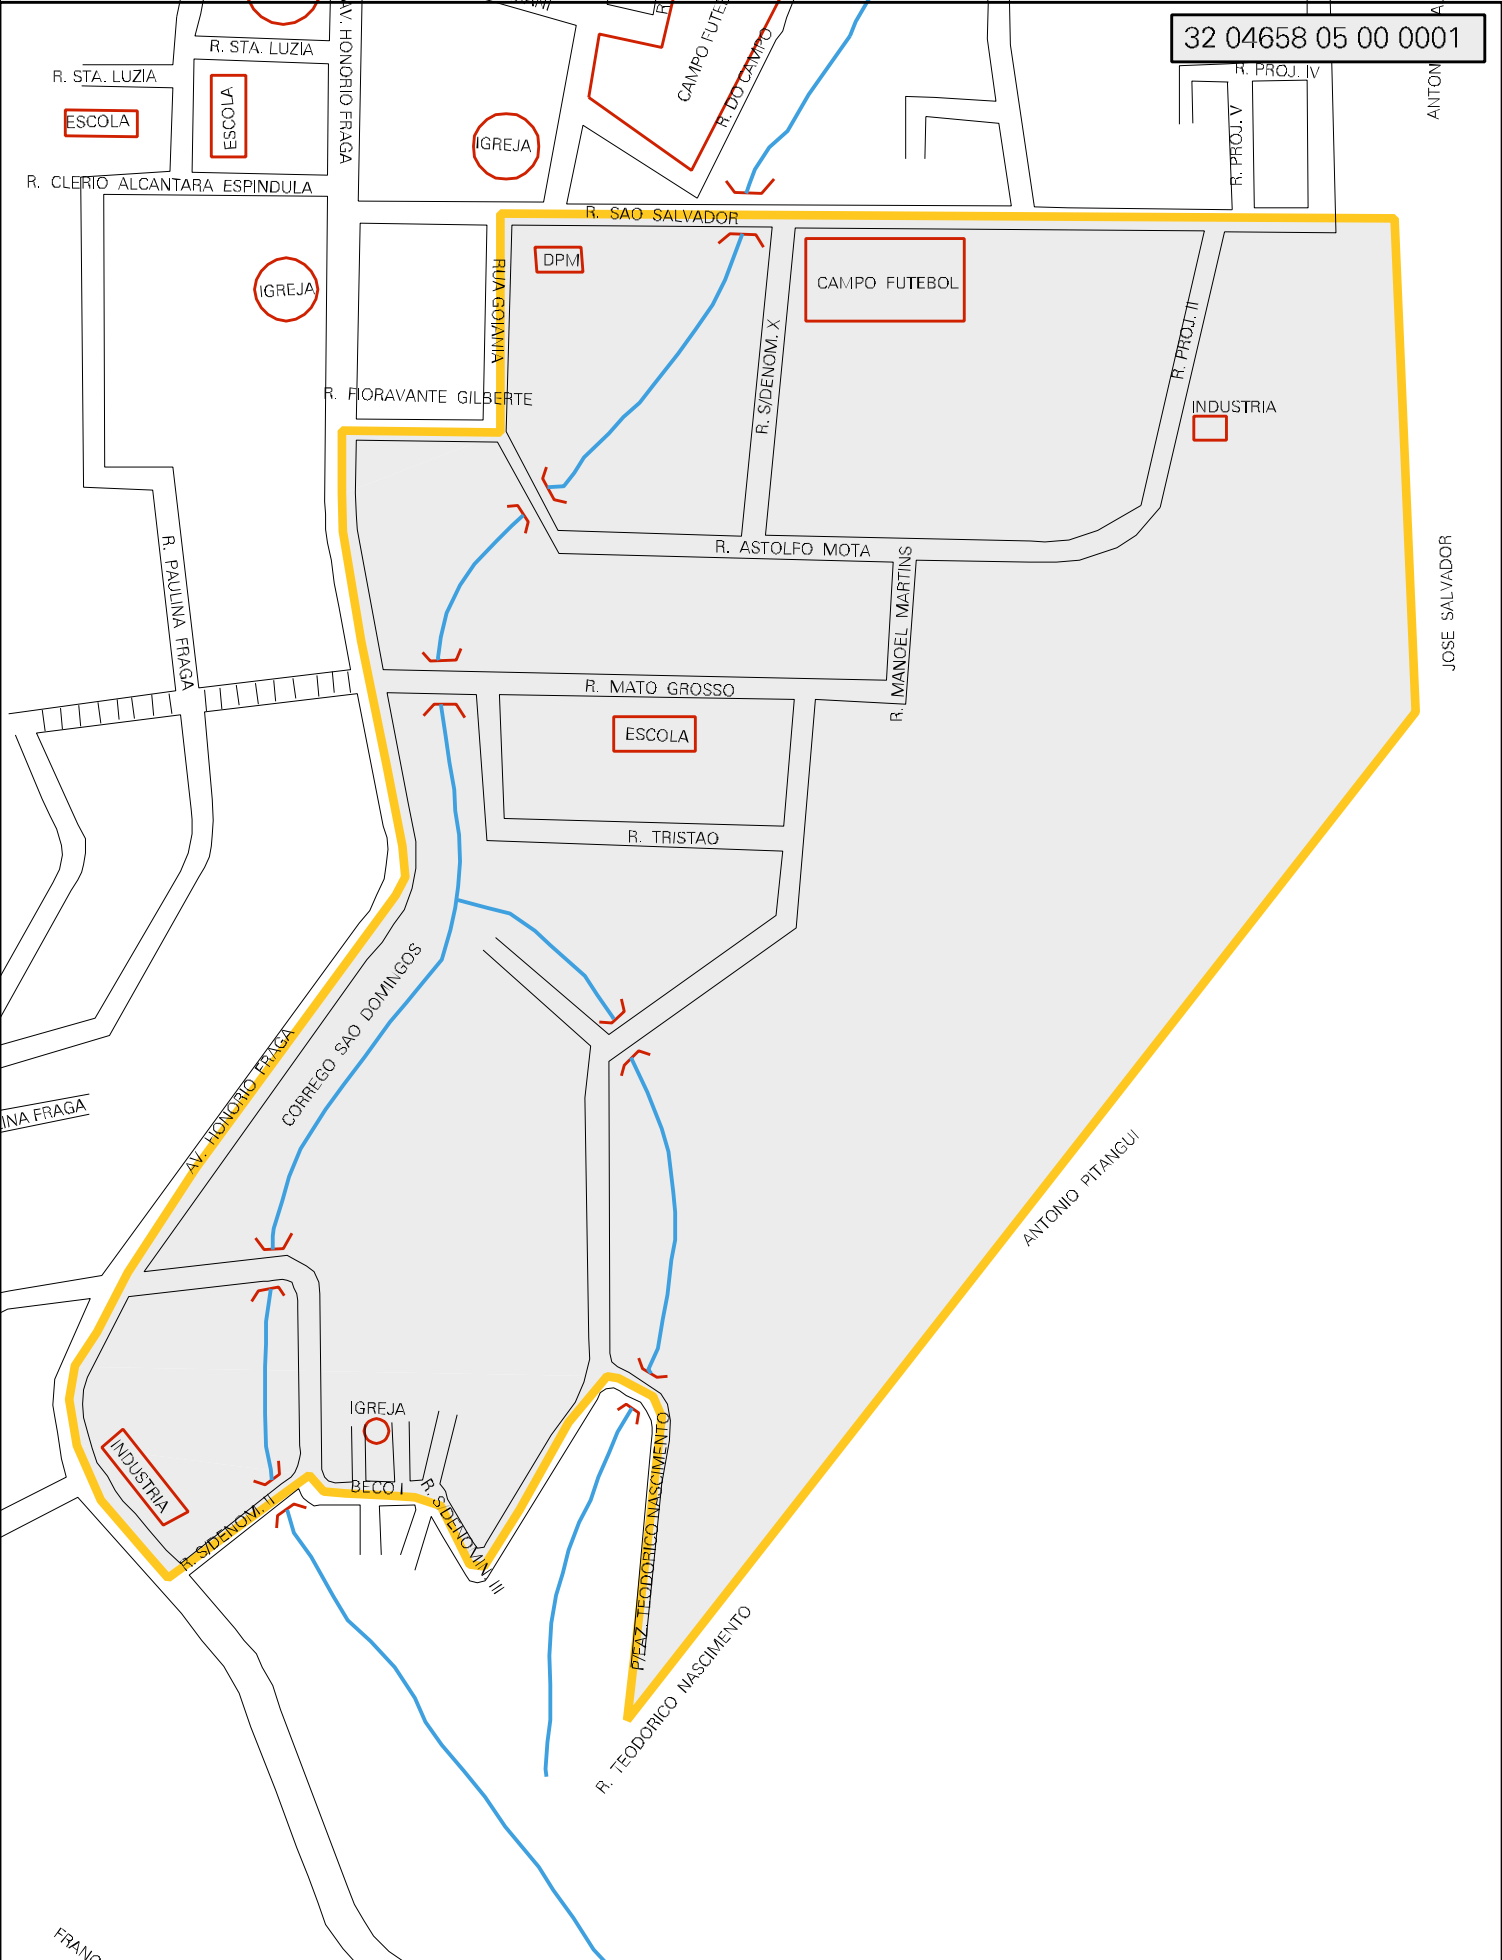 32 04658 05 00 0001
AV. HONORIO FRAGA
R. STA. LUZIA
R. STA. LUZIA
ESCOLA
ESCOLA
IGREJA
CAMPO
R. DO CAMPO
R. PROJ. IV
R. PROJ. V
R. CLERIO ALCANTARA ESPINDULA
R. SAO SALVADOR
DPM
CAMPO FUTEBOL
IGREJA
RUA GOIANIA
R. S/DENOM. X
R. PROJ. II
R. FIORAVANTE GILBERTE
INDUSTRIA
R. PAULINA FRAGA
R. ASTOLFO MOTA
R. MANOEL MARTINS
JOSE SALVADOR
R. MATO GROSSO
ESCOLA
R. TRISTAO
CORREGO SAO DOMINGOS
AV. HONORIO FRAGA
INA FRAGA
ANTONIO PITANGUI
IGREJA
INDUSTRIA
BECO I
R. S/DENOM. II
R. S/DENOMIN. III
P/FAZ. TEODORICO NASCIMENTO
R. TEODORICO NASCIMENTO